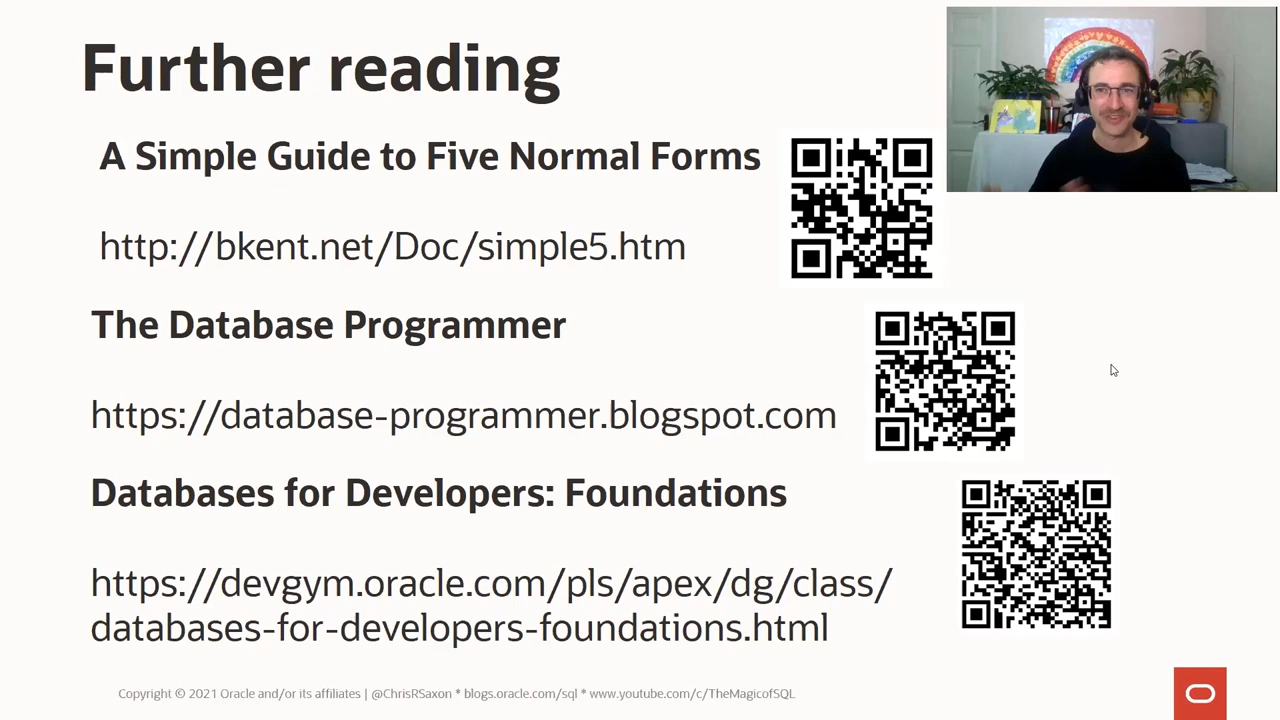 Further reading
A Simple Guide to Five Normal Forms
http://bkent.net/Doc/simple5.htm
The Database Programmer
https://database-programmer.blogspot.com
Databases for Developers: Foundations
https://devgym.oracle.com/pls/apex/dg/class/
databases-for-developers-foundations.html
Copyright © 2021 Oracle and/or its affiliates | @ChrisRSaxon * blogs.oracle.com/sql * www.youtube.com/c/TheMagicofSQL